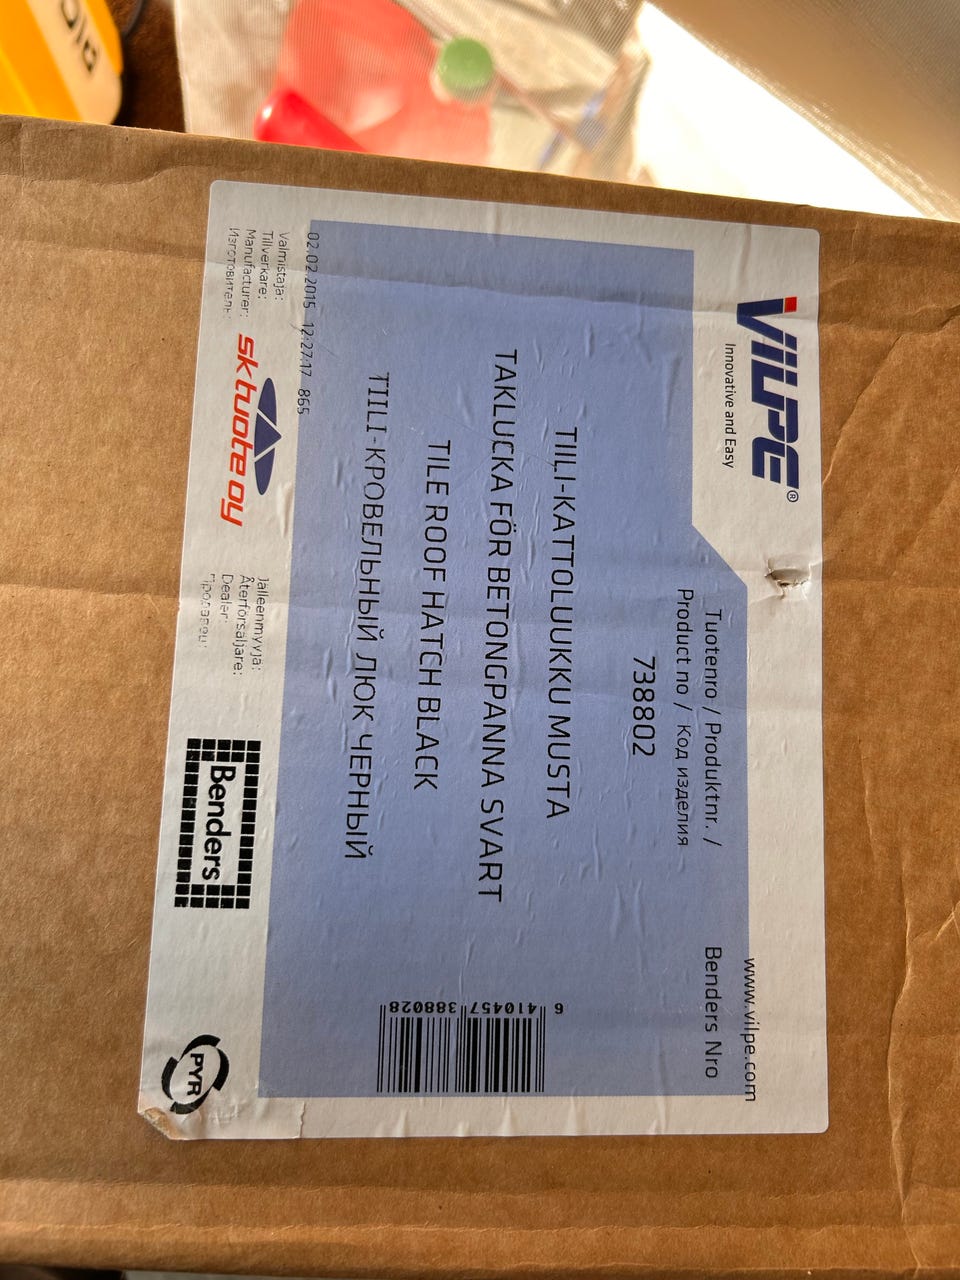 VILPE®
Innovative and Easy
www.vilpe.com
Tuotenro / Produktnr. /
Product no / Код изделия
Benders Nro
738802
TIILI-KATTOLUUKKU MUSTA
TAKLUCKA FÖR BETONGPANNA SVART
TILE ROOF HATCH BLACK
TIILI-КРОВЕЛЬНЫЙ ЛЮК ЧЕРНЫЙ
6 410457 388028
02.02.2015 12:27:17 865
Valmistaja:
Tillverkare:
Manufacturer:
Изготовитель:
sk tuote oy
Jälleenmyyjä:
Återförsäljare:
Dealer:
Продавец:
Benders
PYR